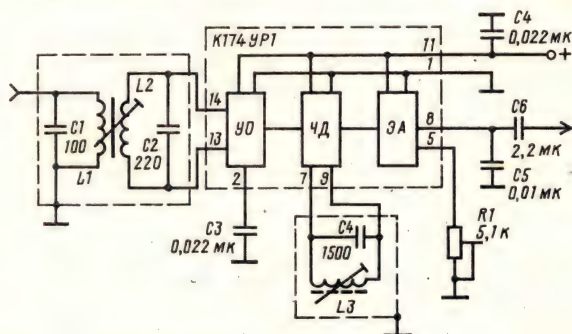 К174УР1
11
C4
0,022 мк
+
1
L2
14
C1
100
C2
220
13
L1
УО
ЧД
ЭА
8
5
C6
2,2 мк
C5
0,01 мк
2
7
9
C3
0,022 мк
C4
1500
L3
R1
5,1 к